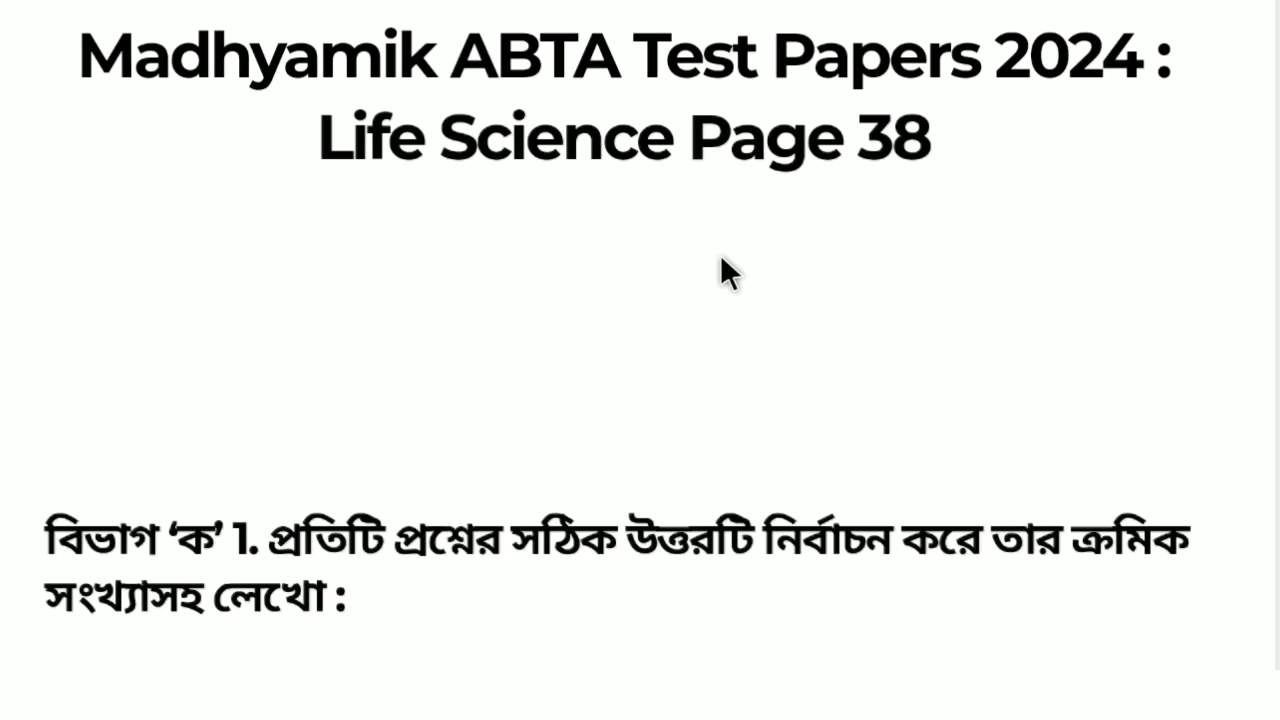 Madhyamik ABTA Test Papers 2024 :
Life Science Page 38
বিভাগ ‘ক’ 1. প্রতিটি প্রশ্নের সঠিক উত্তরটি নির্বাচন করে তার ক্রমিক
সংখ্যাসহ লেখো :